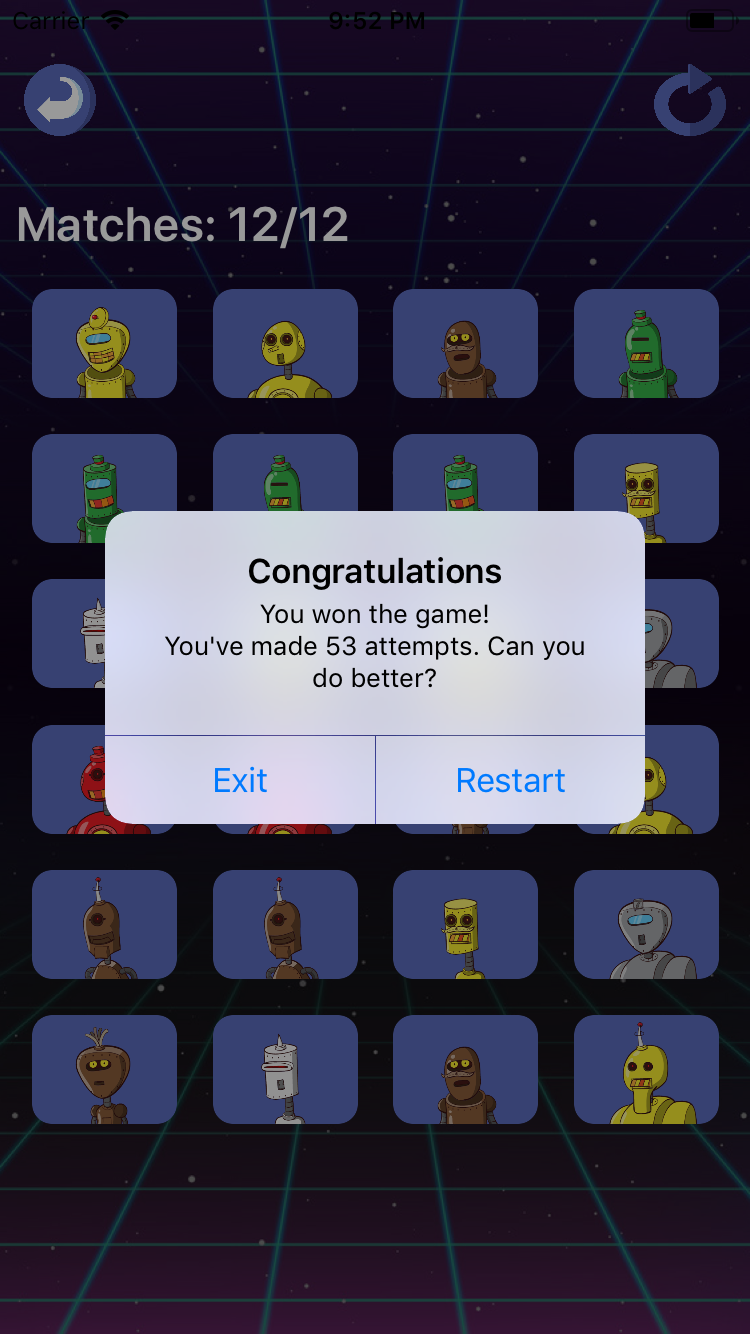 Carrier
9:52 PM
Matches: 12/12
Congratulations
You won the game!
You've made 53 attempts. Can you
do better?
Exit
Restart